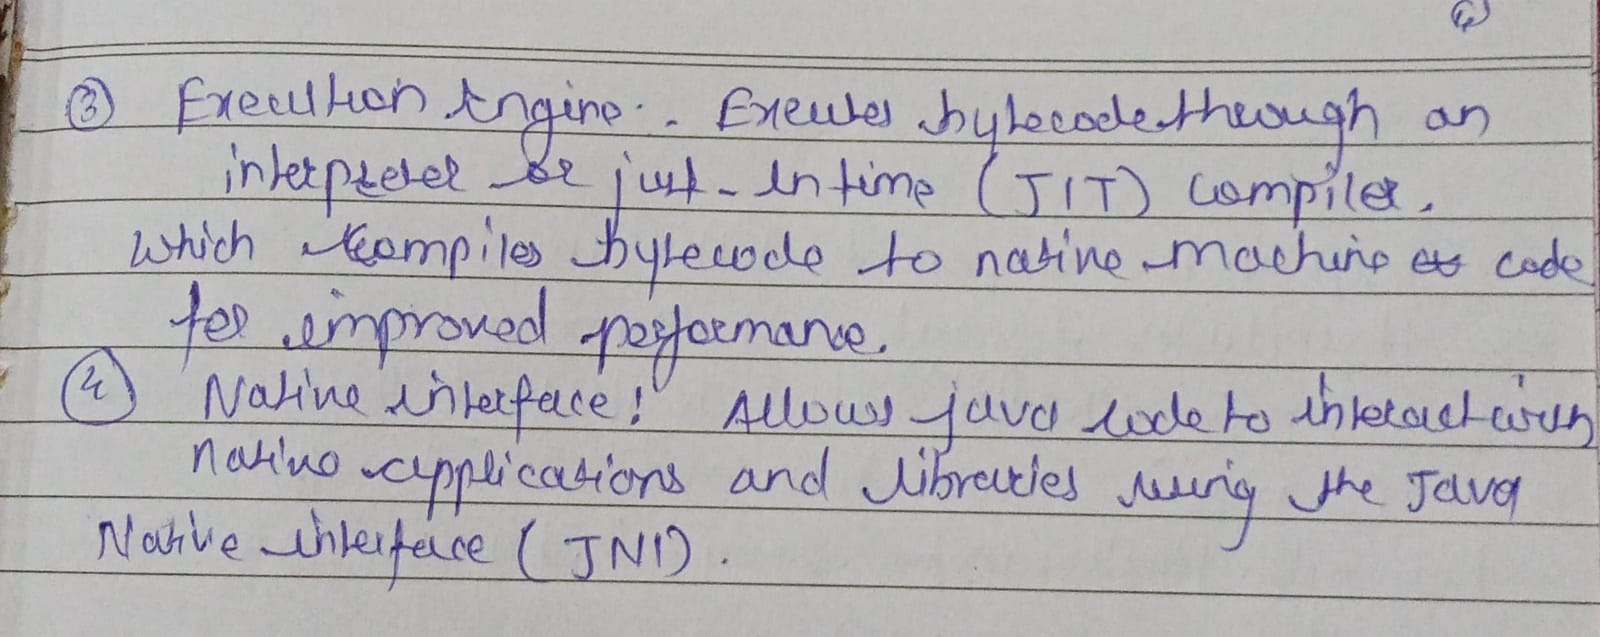 ③ Execution Engine. Executes bytecode through an
interpreter or just-In time (JIT) compiler.
Which compiles bytecode to native machine code
for improved performance.
④ Native interface: Allows java code to interact with
native applications and libraries using the Java
Native interface (JNI).